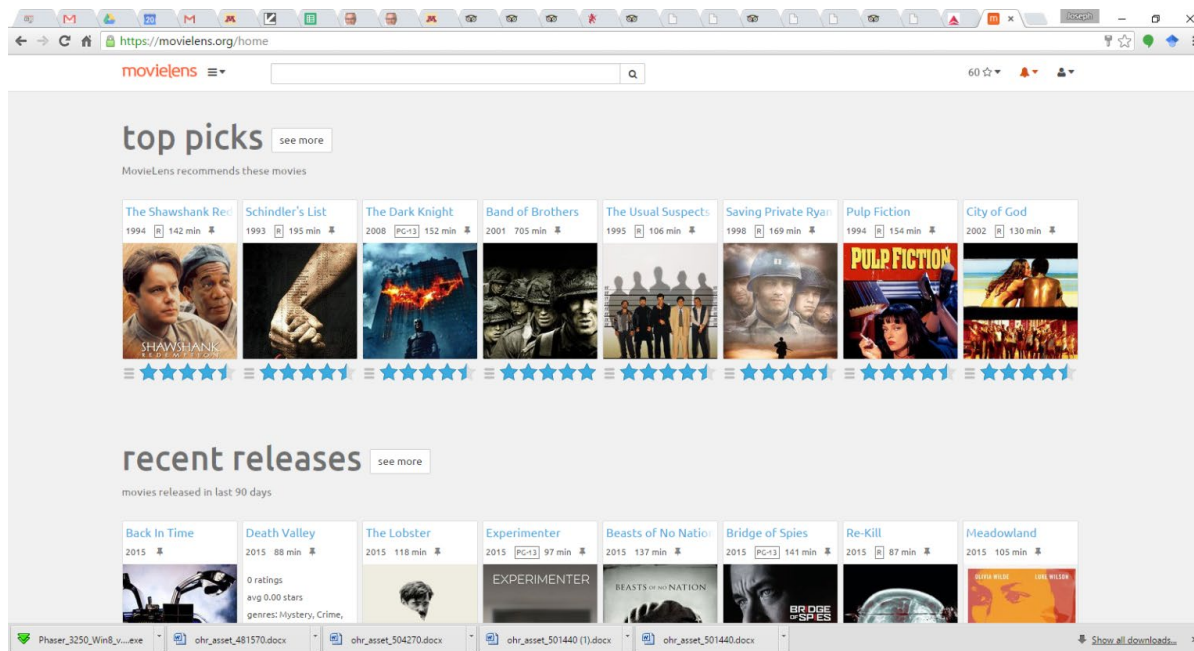 20
Joseph
https://movielens.org/home
movielens
60
top picks see more
MovieLens recommends these movies
The Shawshank Red Schindler's List The Dark Knight Band of Brothers The Usual Suspects Saving Private Ryan Pulp Fiction City of God
1994 R 142 min 1993 R 195 min 2008 PG-13 152 min 2001 705 min 1995 R 106 min 1998 R 169 min 1994 R 154 min 2002 R 130 min
PULP FICTION
SHAWSHANK
REDEMPTION
recent releases see more
movies released in last 90 days
Back In Time Death Valley The Lobster Experimenter Beasts of No Nation Bridge of Spies Re-Kill Meadowland
2015 2015 88 min 2015 118 min 2015 PG-13 97 min 2015 137 min 2015 PG-13 141 min 2015 R 87 min 2015 105 min
0 ratings
avg 0.00 stars
genres: Mystery, Crime,
EXPERIMENTER
BEASTS OF NO NATION
BRIDGE
OF SPIES
OLIVIA WILDE LUKE WILSON
Phaser_3250_Win8_v....exe ohr_asset_481570.docx ohr_asset_504270.docx ohr_asset_501440 (1).docx ohr_asset_501440.docx Show all downloads...